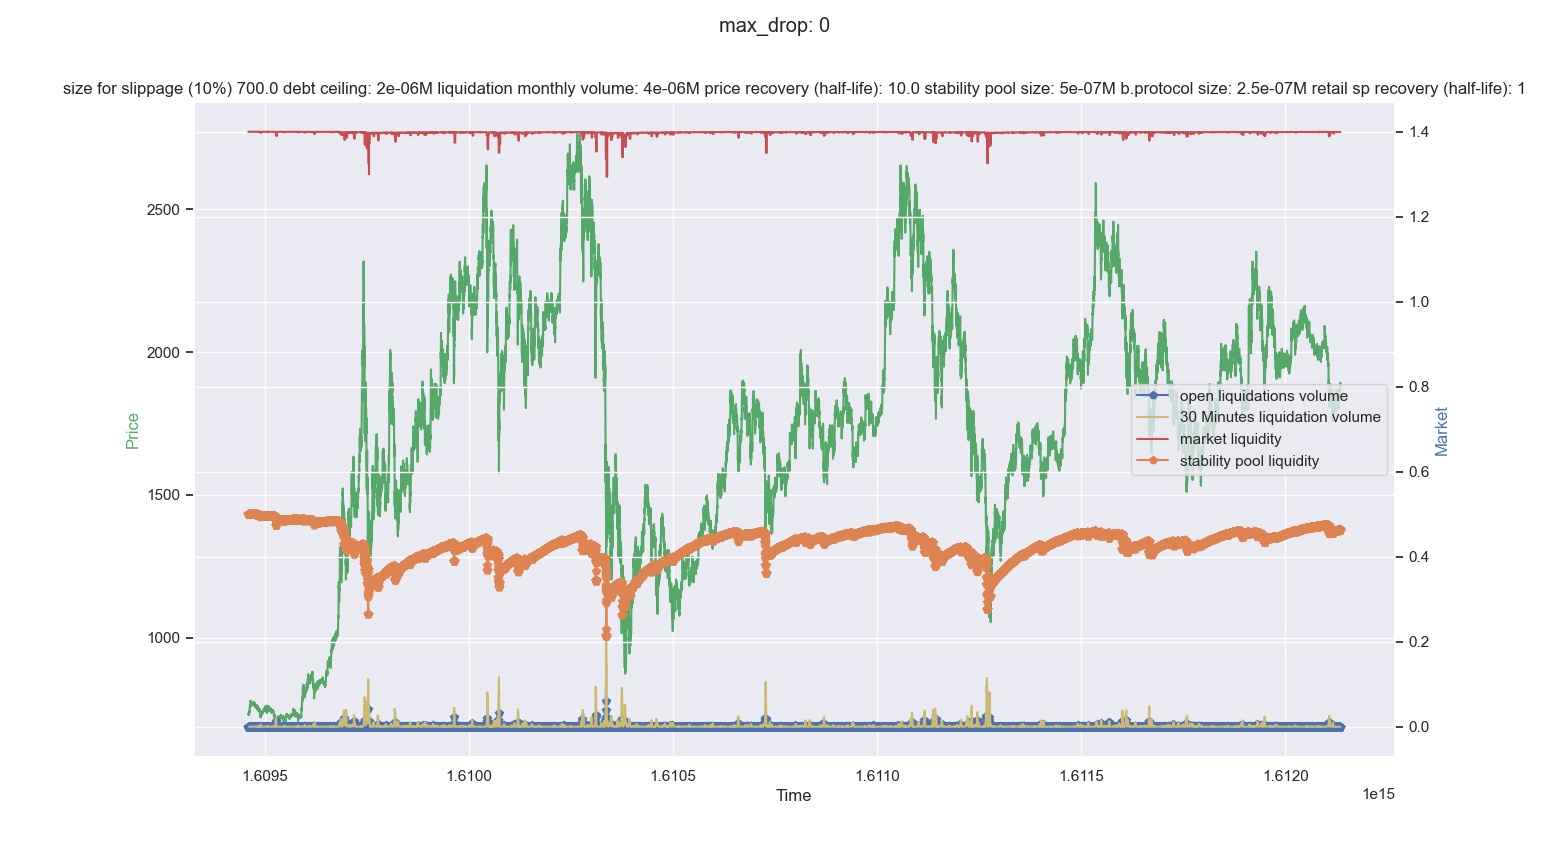 max_drop: 0
size for slippage (10%) 700.0 debt ceiling: 2e-06M liquidation monthly volume: 4e-06M price recovery (half-life): 10.0 stability pool size: 5e-07M b.protocol size: 2.5e-07M retail sp recovery (half-life): 1
1.4
2500
1.2
1.0
2000
0.8
open liquidations volume
30 Minutes liquidation volume
Price
Market
market liquidity
stability pool liquidity
0.6
1500
0.4
1000
0.2
0.0
1.6095 1.6100 1.6105 1.6110 1.6115 1.6120
Time
1e15